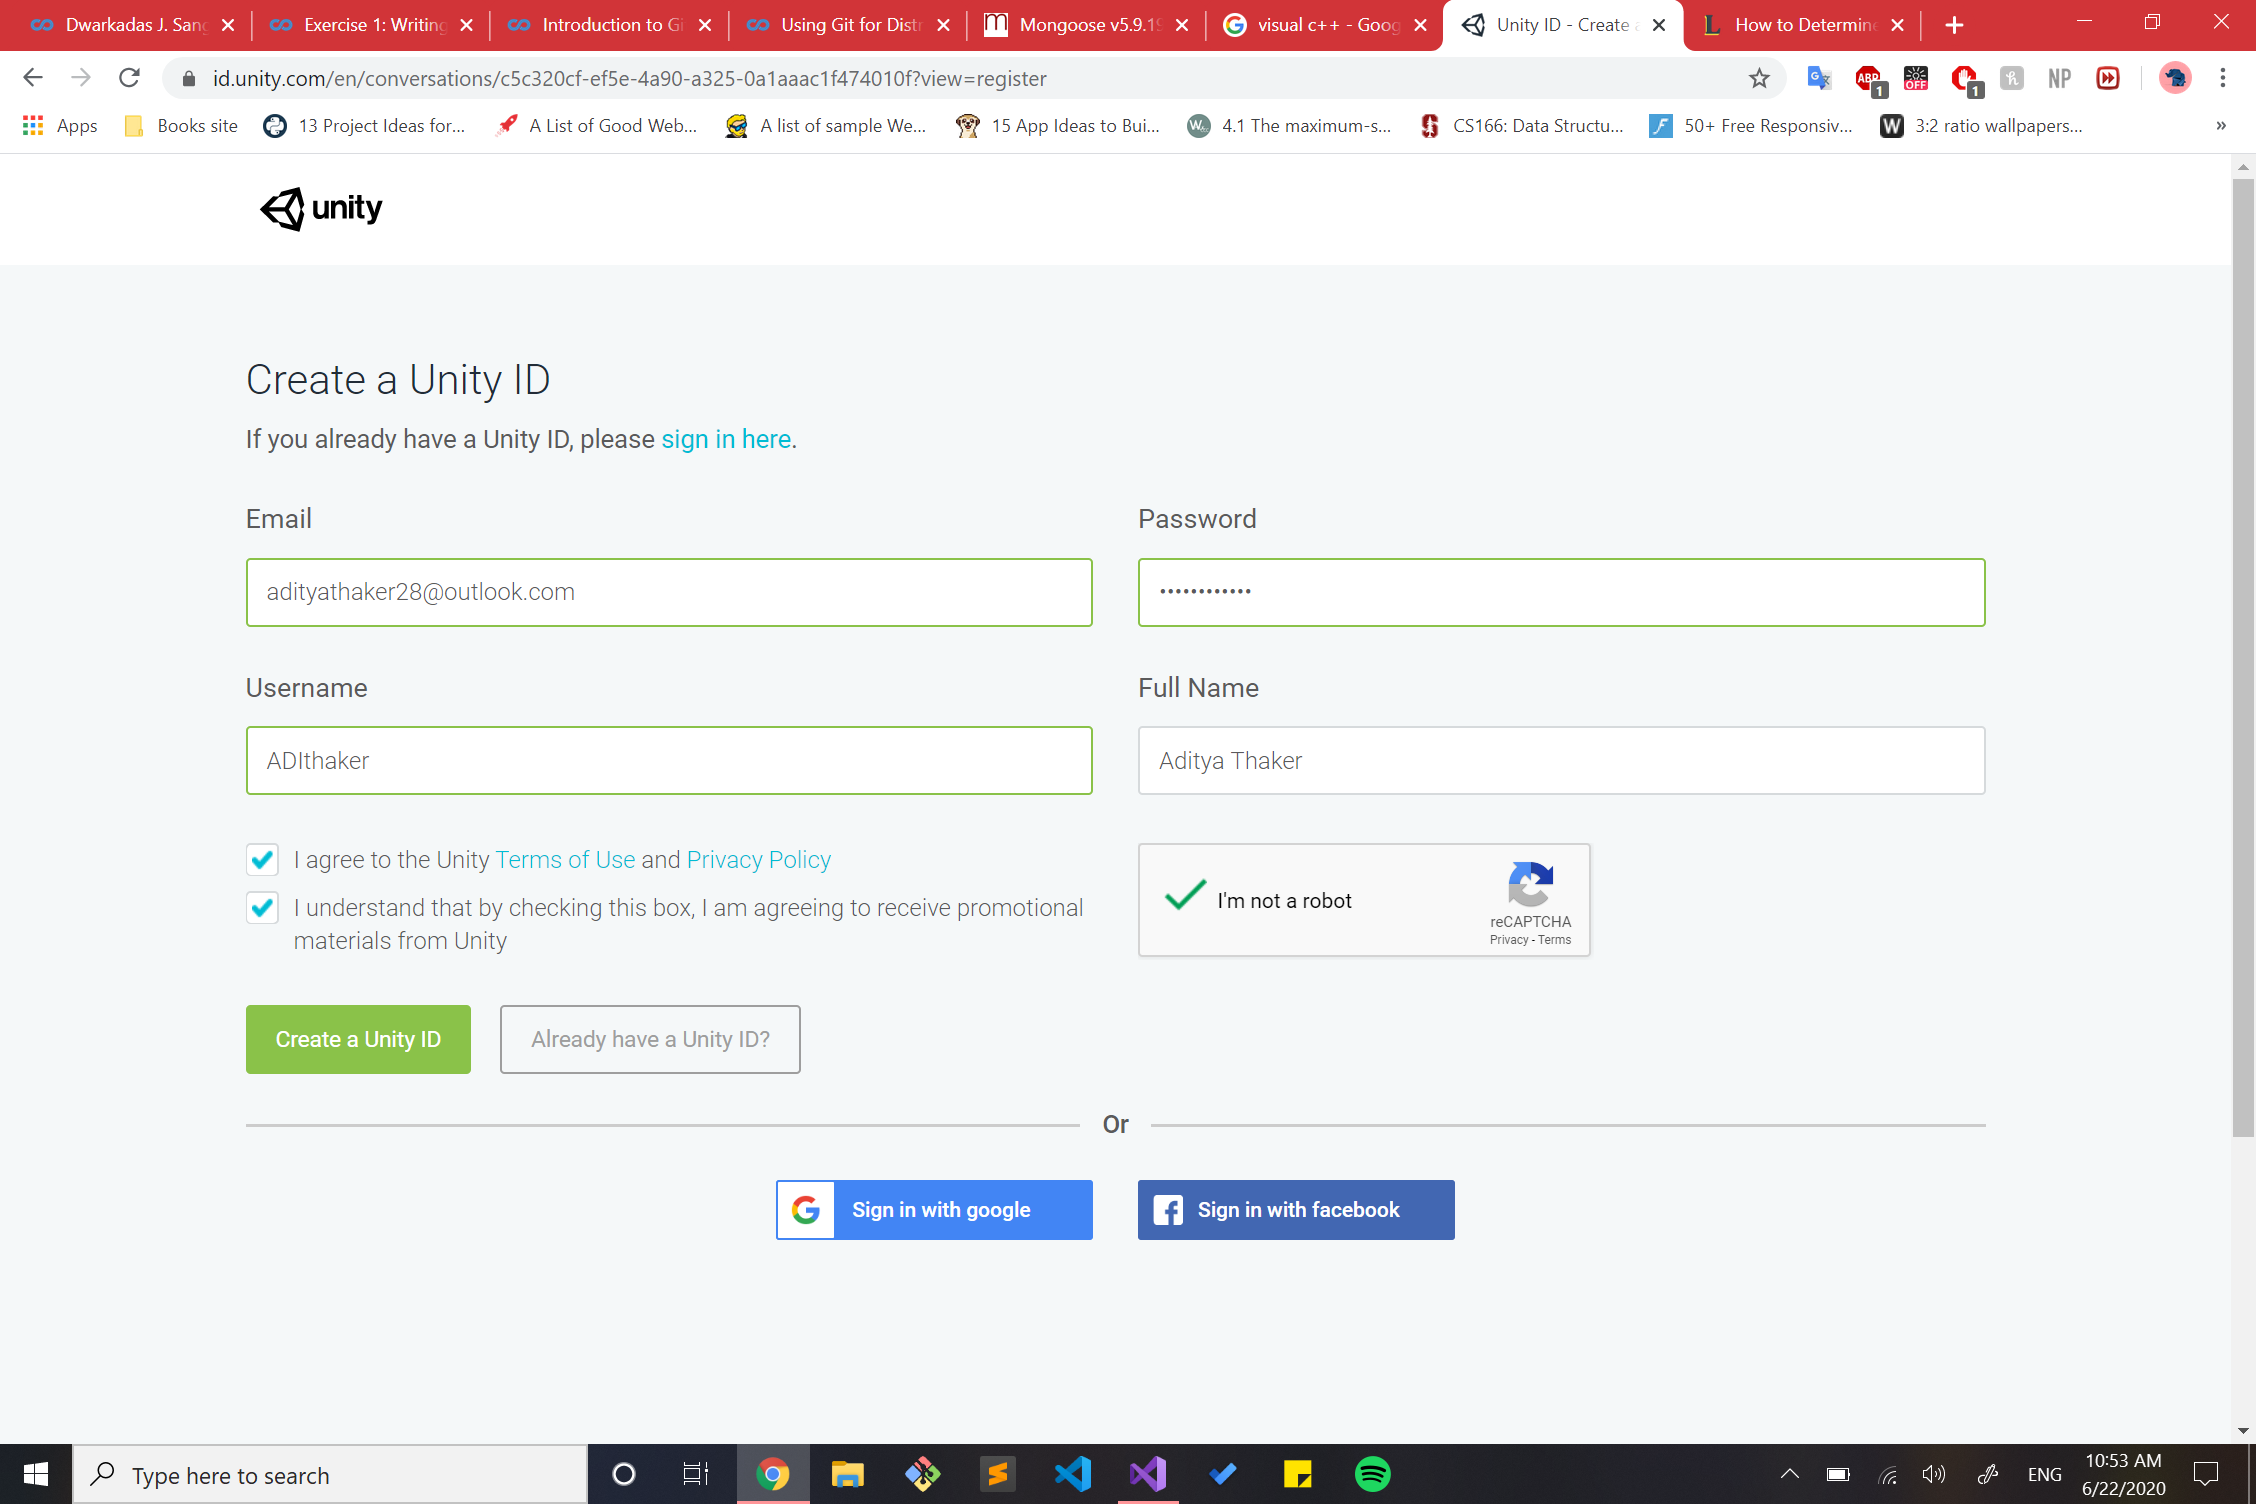 Dwarkadas J. Sang
Exercise 1: Writing
Introduction to Gi
Using Git for Distr
Mongoose v5.9.19
visual c++ - Goog
Unity ID - Create a
How to Determine
id.unity.com/en/conversations/c5c320cf-ef5e-4a90-a325-0a1aaac1f474010f?view=register
ABP
1
OFF
1
NP
Apps
Books site
13 Project Ideas for...
A List of Good Web...
A list of sample We...
15 App Ideas to Bui...
4.1 The maximum-s...
CS166: Data Structu...
50+ Free Responsiv...
3:2 ratio wallpapers...
»
unity
Create a Unity ID
If you already have a Unity ID, please sign in here.
Email
Password
adityathaker28@outlook.com
••••••••••••
Username
Full Name
ADIthaker
Aditya Thaker
I agree to the Unity Terms of Use and Privacy Policy
I understand that by checking this box, I am agreeing to receive promotional
materials from Unity
I'm not a robot
reCAPTCHA
Privacy - Terms
Create a Unity ID
Already have a Unity ID?
Or
Sign in with google
Sign in with facebook
Type here to search
ENG
10:53 AM
6/22/2020